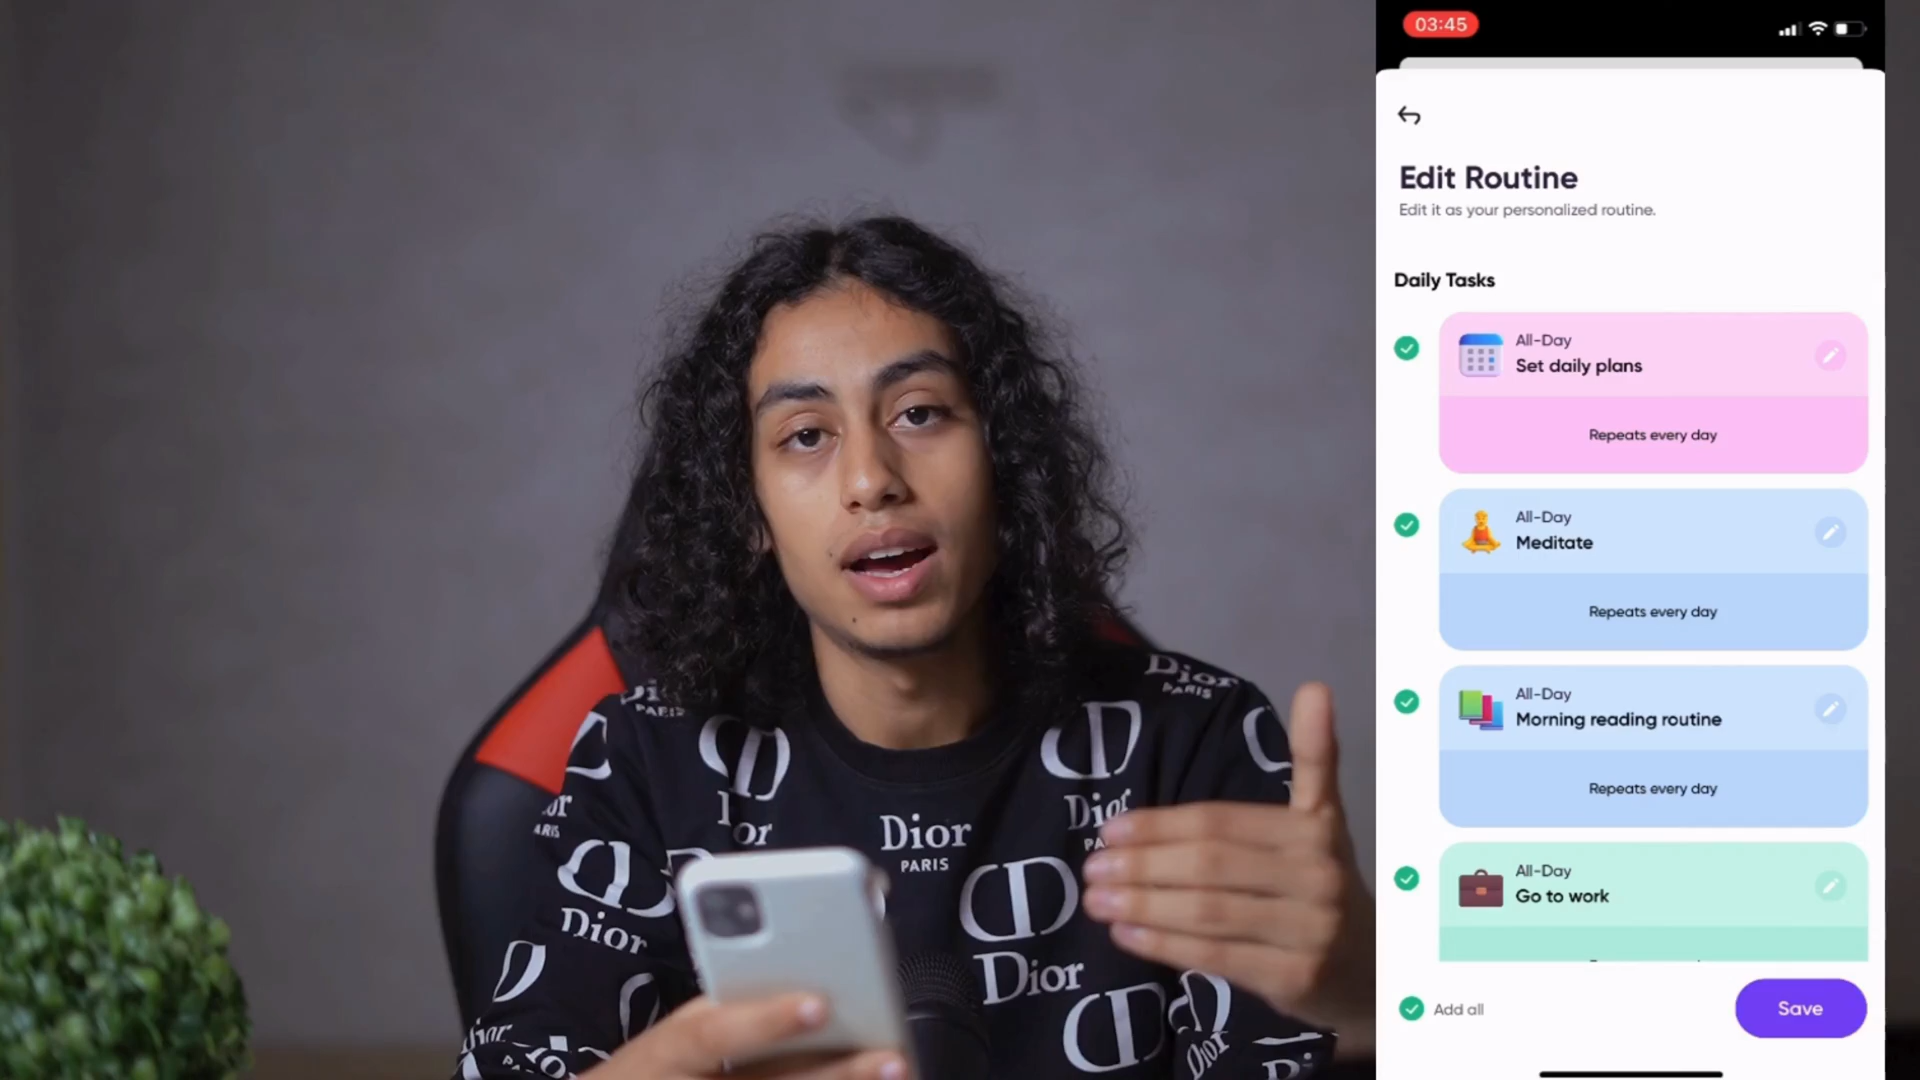 03:45
Edit Routine
Edit it as your personalized routine.
Daily Tasks
All-Day
Set daily plans
Repeats every day
All-Day
Meditate
Repeats every day
All-Day
Morning reading routine
Repeats every day
All-Day
Go to work
Add all
Save
Dior
PARIS
Dior
PARIS
Dior
Dior